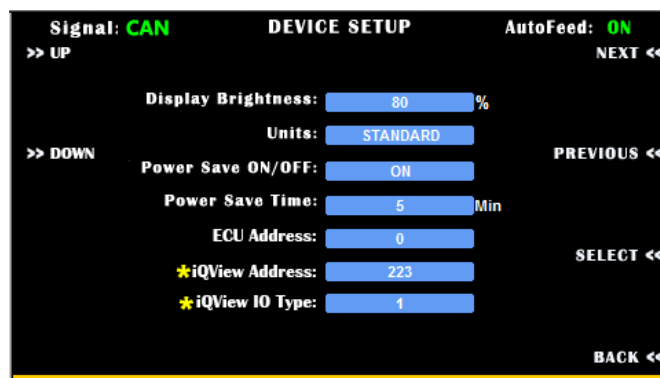 Signal: CAN DEVICE SETUP AutoFeed: ON
>> UP NEXT <<
Display Brightness: 80 %
Units: STANDARD
>> DOWN PREVIOUS <<
Power Save ON/OFF: ON
Power Save Time: 5 Min
ECU Address: 0
SELECT <<
*iQView Address: 223
*iQView IO Type: 1
BACK <<